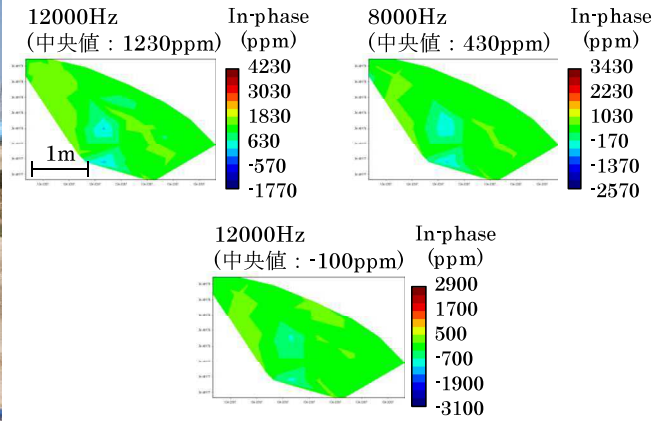 12000Hz
(中央値：1230ppm)
In-phase
(ppm)
4230
3030
1830
630
-570
-1770
1m
8000Hz
(中央値：430ppm)
In-phase
(ppm)
3430
2230
1030
-170
-1370
-2570
12000Hz
(中央値：-100ppm)
In-phase
(ppm)
2900
1700
500
-700
-1900
-3100